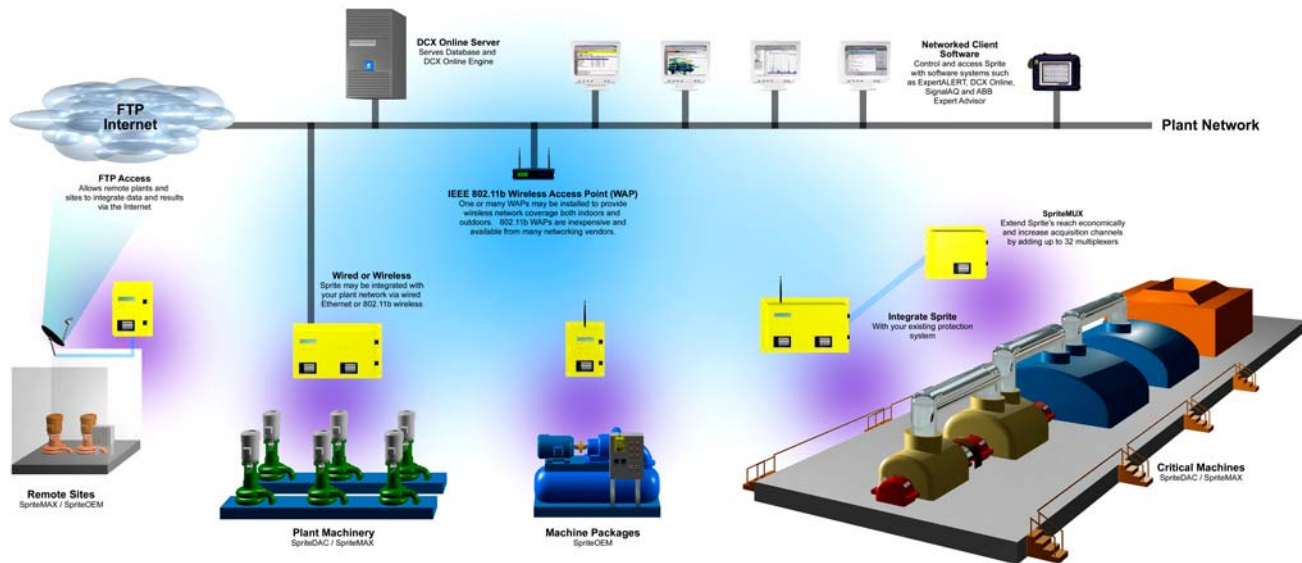 DCX Online Server
Serves Database and
DCX Online Engine
Networked Client
Software
Control and access Sprite
with software systems such
as ExpertALERT, DCX Online,
SignalAQ and ABB
Expert Advisor
FTP
Internet
Plant Network
FTP Access
Allows remote plants and
sites to integrate data and results
via the Internet
IEEE 802.11b Wireless Access Point (WAP)
One or many WAPs may be installed to provide
wireless network coverage both indoors and
outdoors. 802.11b WAPs are inexpensive and
available from many networking vendors.
SpriteMUX
Extend Sprite's reach economically
and increase acquisition channels
by adding up to 32 multiplexers
Wired or Wireless
Sprite may be integrated with
your plant network via wired
Ethernet or 802.11b wireless
Integrate Sprite
With your existing protection
system
Remote Sites
SpriteMAX / SpriteOEM
Plant Machinery
SpriteDAC / SpriteMAX
Machine Packages
SpriteOEM
Critical Machines
SpriteDAC / SpriteMAX